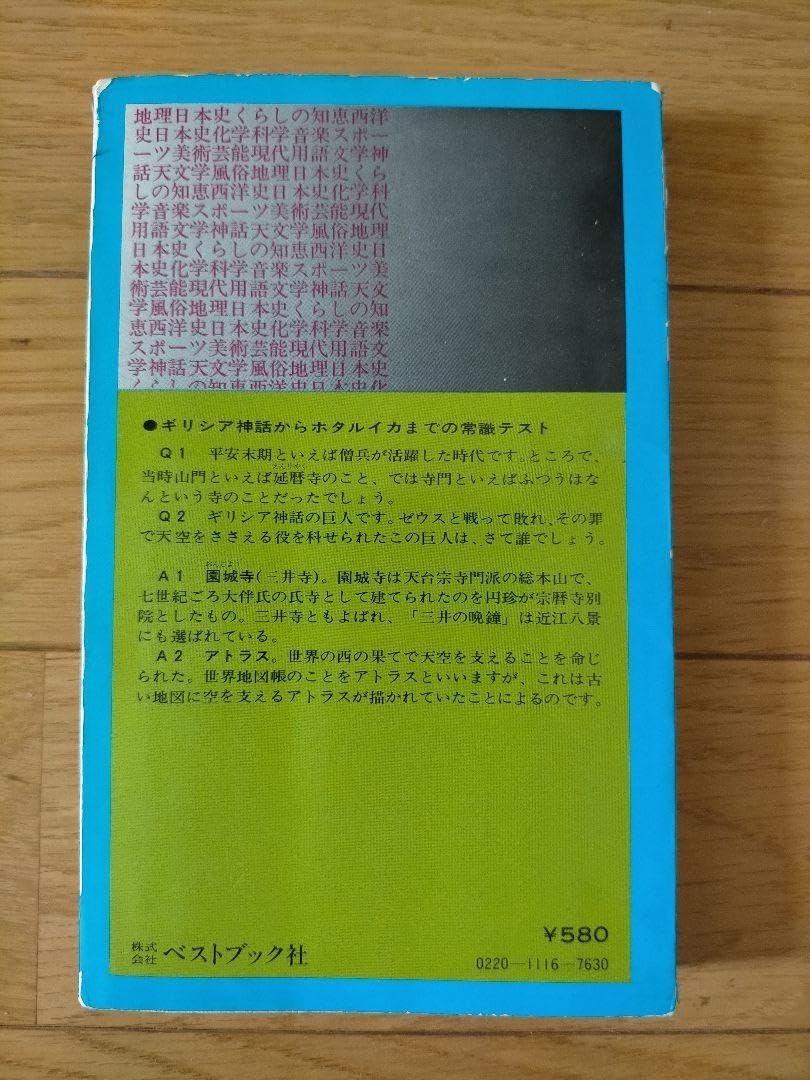 地理日本史くらしの知恵西洋
史日本史化学科学音楽スポー
ーツ美術芸能現代用語文学神
話天文学風俗地理日本史くら
しの知恵西洋史日本史化学科
学音楽スポーツ美術芸能現代
用語文学神話天文学風俗地理
日本史くらしの知恵西洋史日
本史化学科学音楽スポーツ美
術芸能現代用語文学神話天文
学風俗地理日本史くらしの知
恵西洋史日本史化学科学音楽
スポーツ美術芸能現代用語文
学神話天文学風俗地理日本史
くらしの知恵西洋史日本史化
●ギリシア神話からホタルイカまでの常識テスト
Q1 平安末期といえば僧兵が活躍した時代です。ところで、
えんりやく
当時山門といえば延暦寺のこと、では寺門といえばふつうはな
んという寺のことだったでしょう。
Q2 ギリシア神話の巨人です。ゼウスと戦って敗れ、その罪
で天空をささえる役を科せられたこの巨人は、さて誰でしょう。
おんじよう
A1 園城寺(三井寺)。園城寺は天台宗寺門派の総本山で、
七世紀ごろ大伴氏の氏寺として建てられたのを円珍が宗暦寺別
院としたもの。三井寺ともよばれ、「三井の晩鐘」は近江八景
にも選ばれている。
A2 アトラス。世界の西の果てで天空を支えることを命じ
られた。世界地図帳のことをアトラスといいますが、これは古
い地図に空を支えるアトラスが描かれていたことによるのです。
¥580
株式会社 ベストブック社
0220—1116—7630